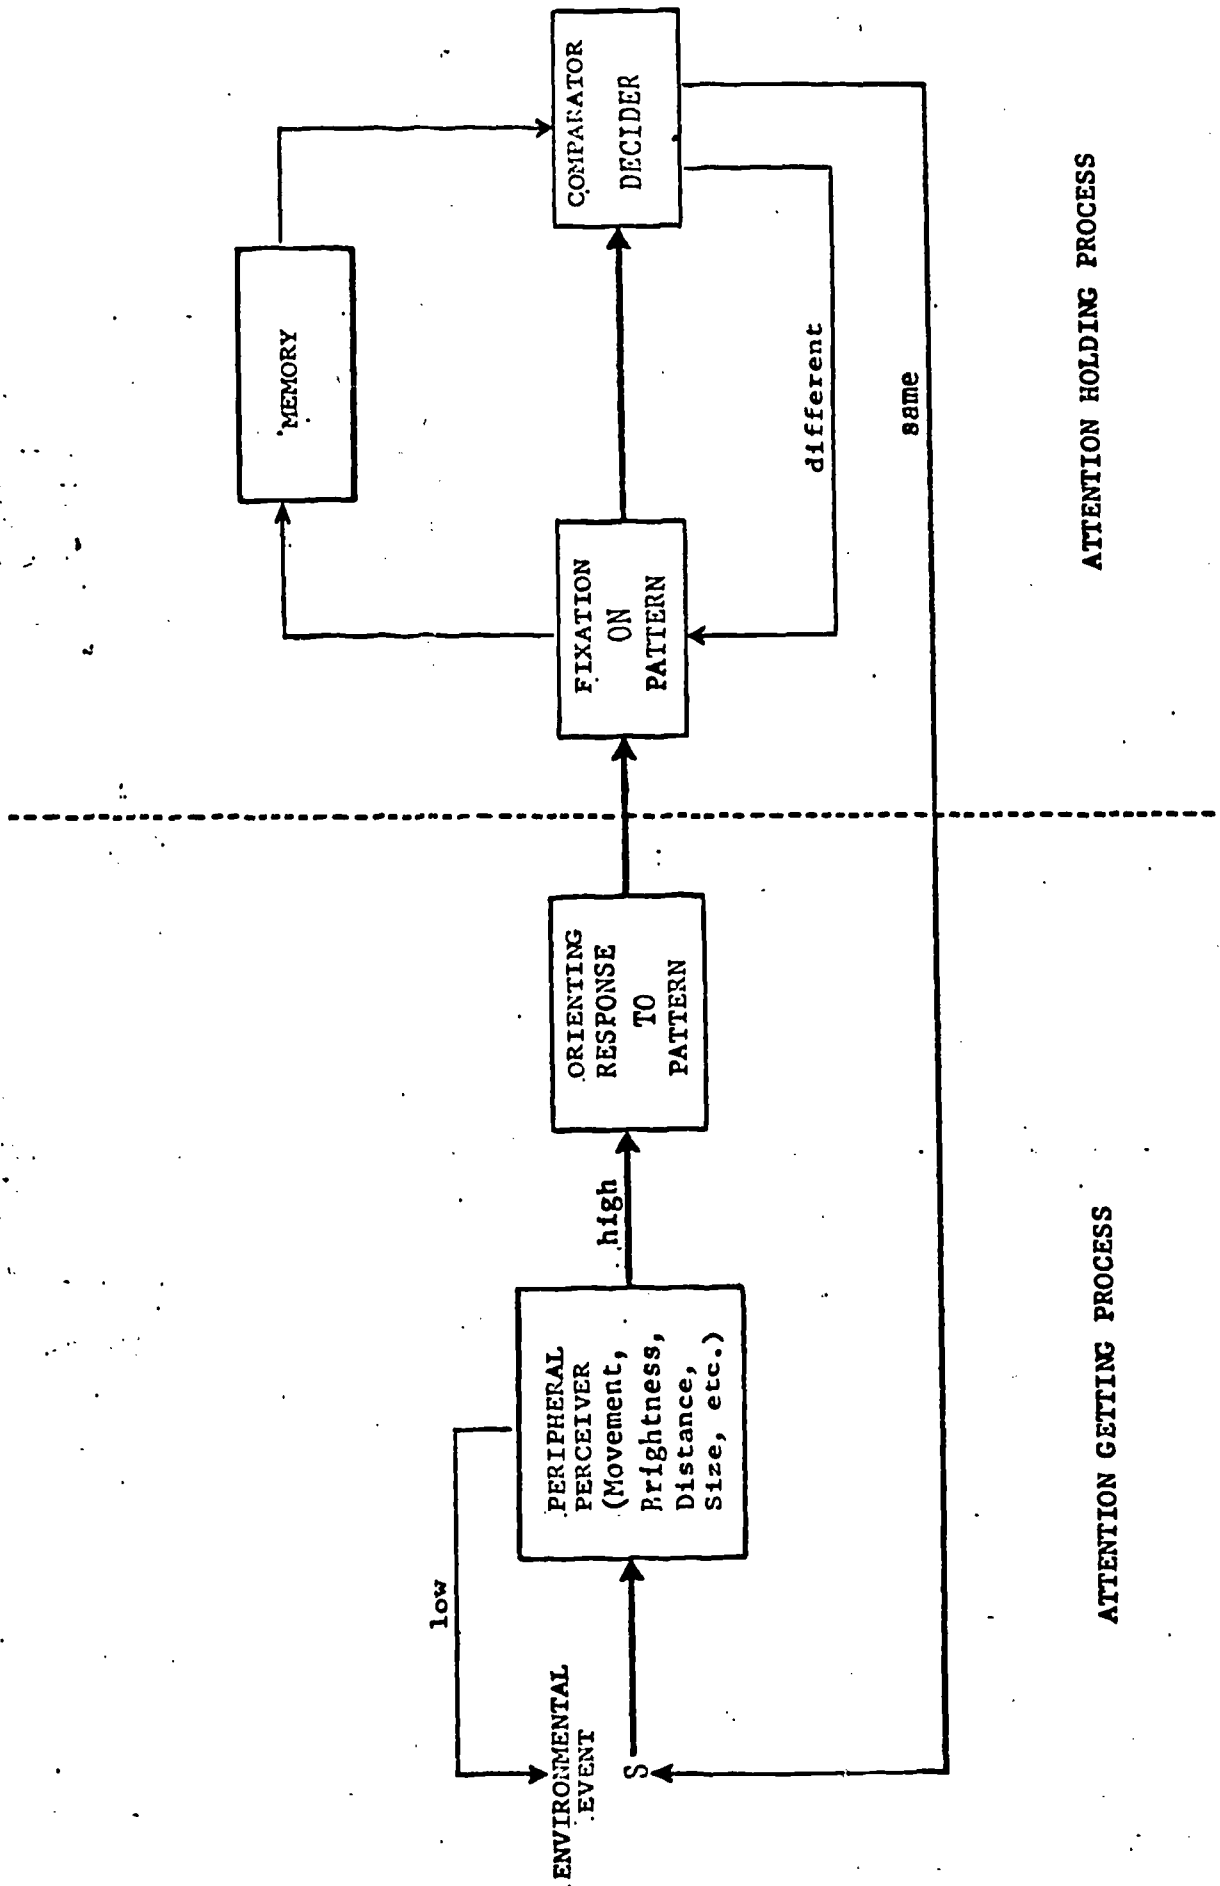 MEMORY
COMPARATOR
DECIDER
FIXATION
ON
PATTERN
different
same
ATTENTION HOLDING PROCESS
low
ENVIRONMENTAL
EVENT
S
PERIPHERAL
PERCEIVER
(Movement,
Brightness,
Distance,
Size, etc.)
high
ORIENTING
RESPONSE
TO
PATTERN
ATTENTION GETTING PROCESS